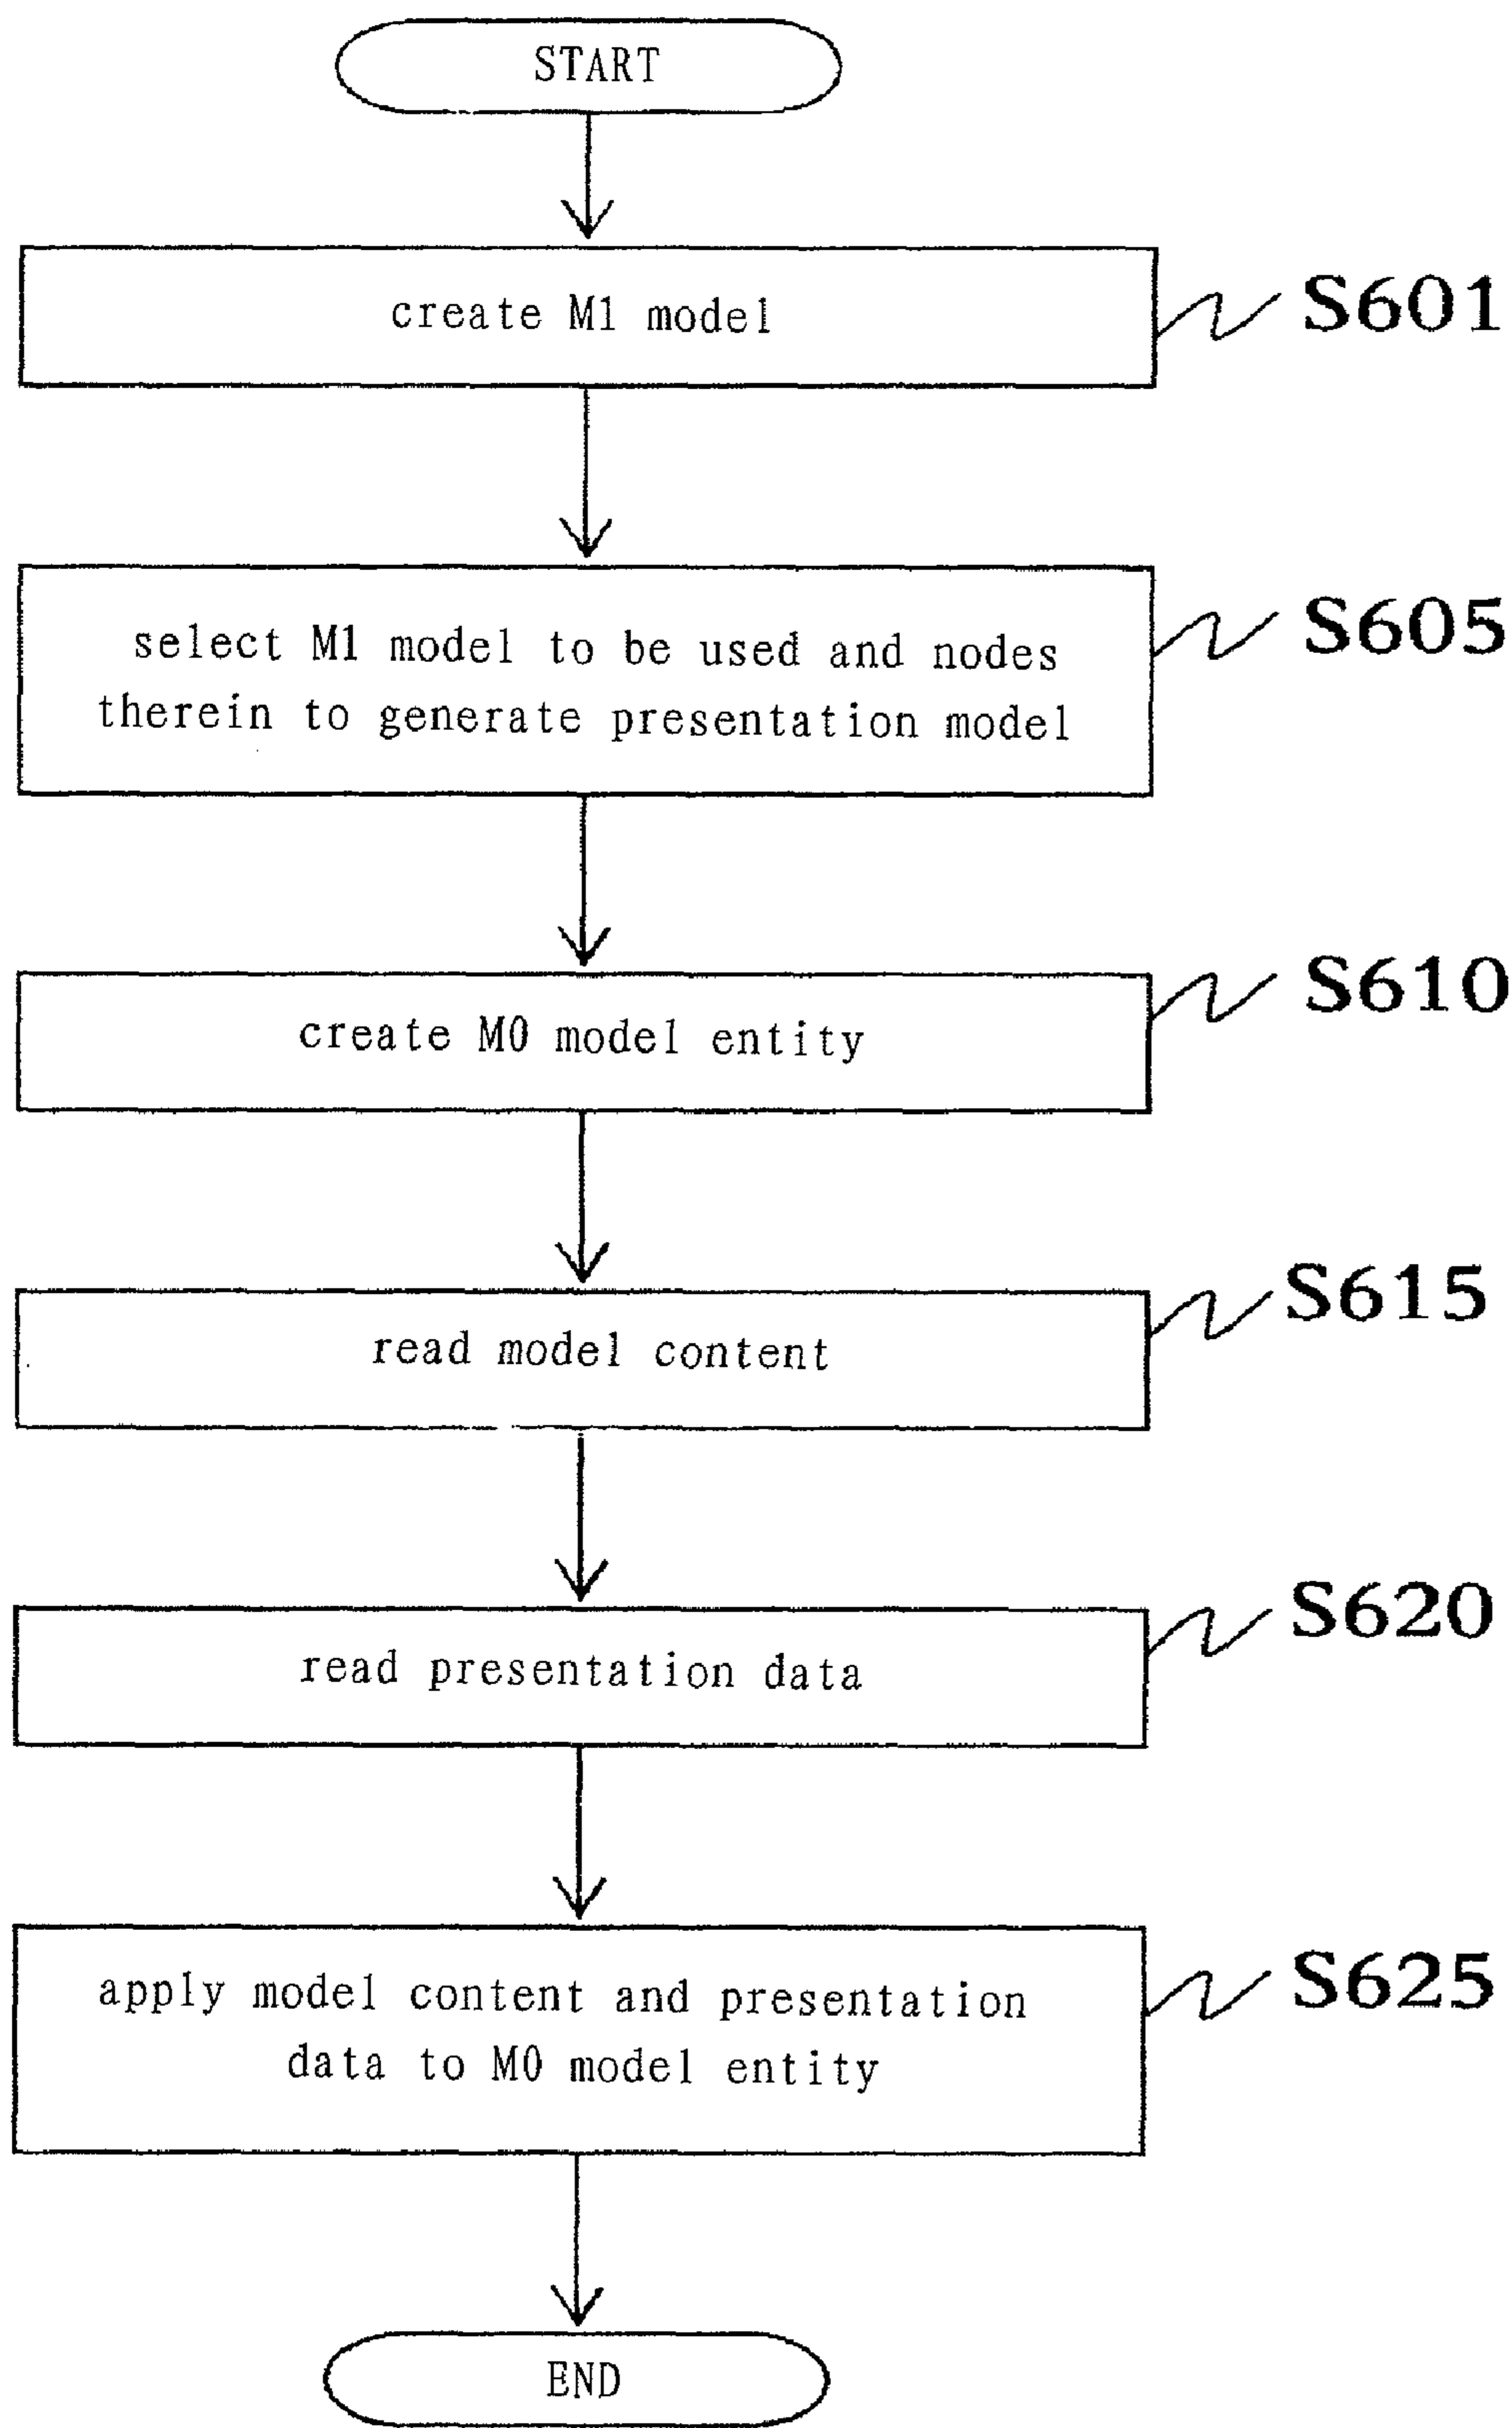 START
create M1 model
S601
select M1 model to be used and nodes
therein to generate presentation model
S605
create M0 model entity
S610
read model content
S615
read presentation data
S620
apply model content and presentation
data to M0 model entity
S625
END